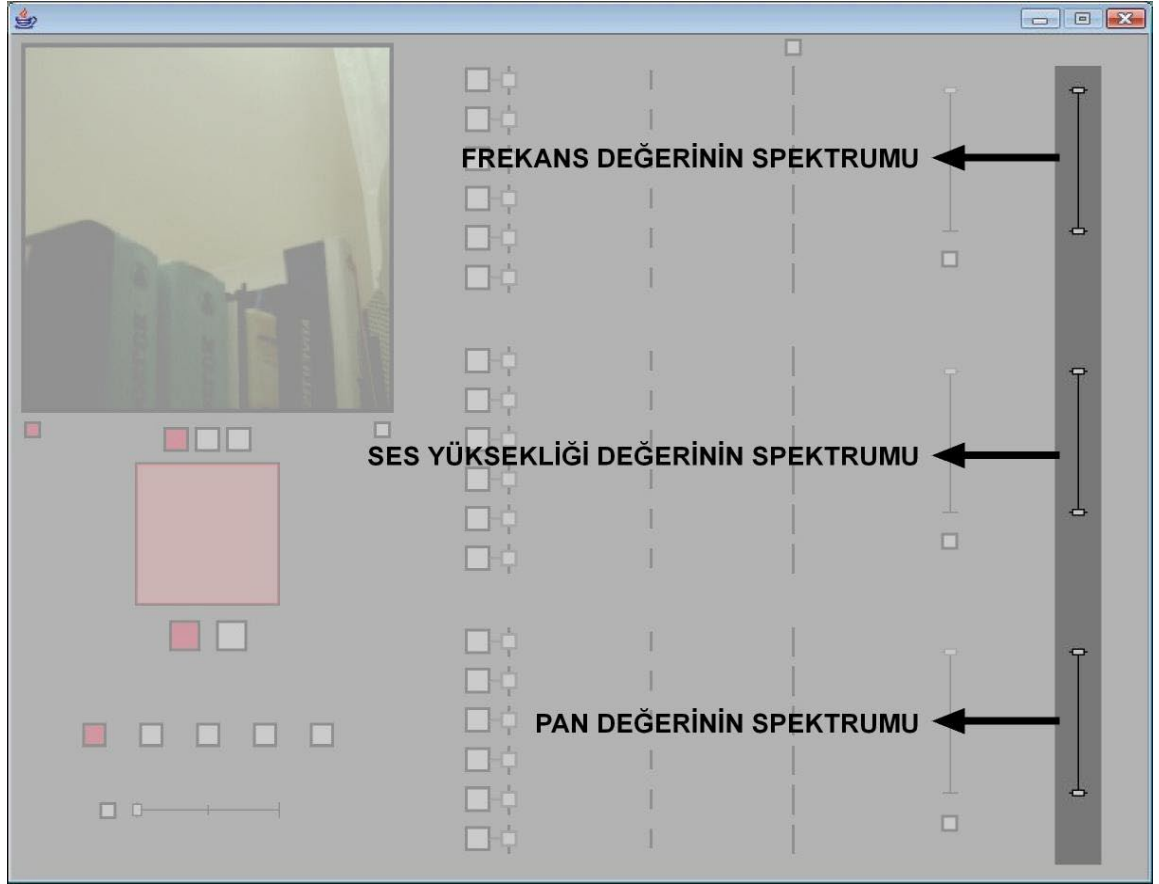 FREKANS DEĞERİNİN SPEKTRUMU
SES YÜKSEKLİĞİ DEĞERİNİN SPEKTRUMU
PAN DEĞERİNİN SPEKTRUMU